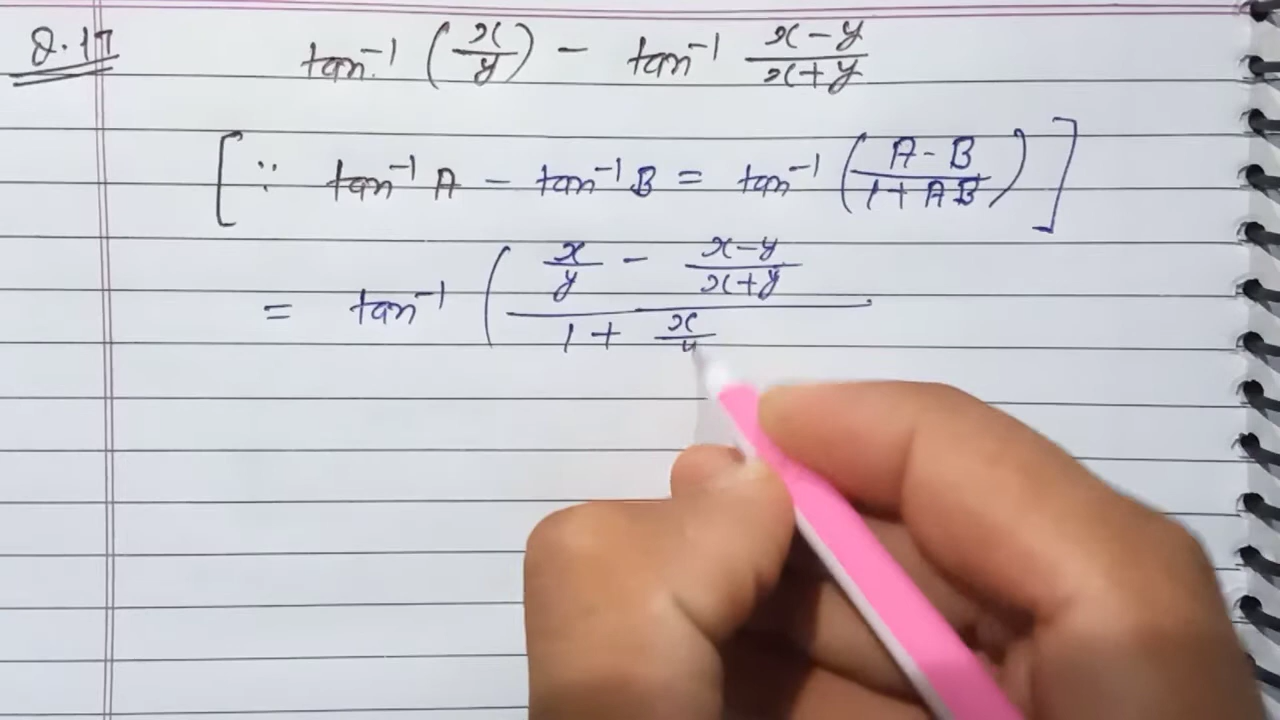 Q.17 tan⁻¹ (x/y) - tan⁻¹ x-y/x+y
[∵ tan⁻¹ A - tan⁻¹ B = tan⁻¹ (A-B/1+AB)]
= tan⁻¹ (x/y - x-y/x+y
1 + x/y